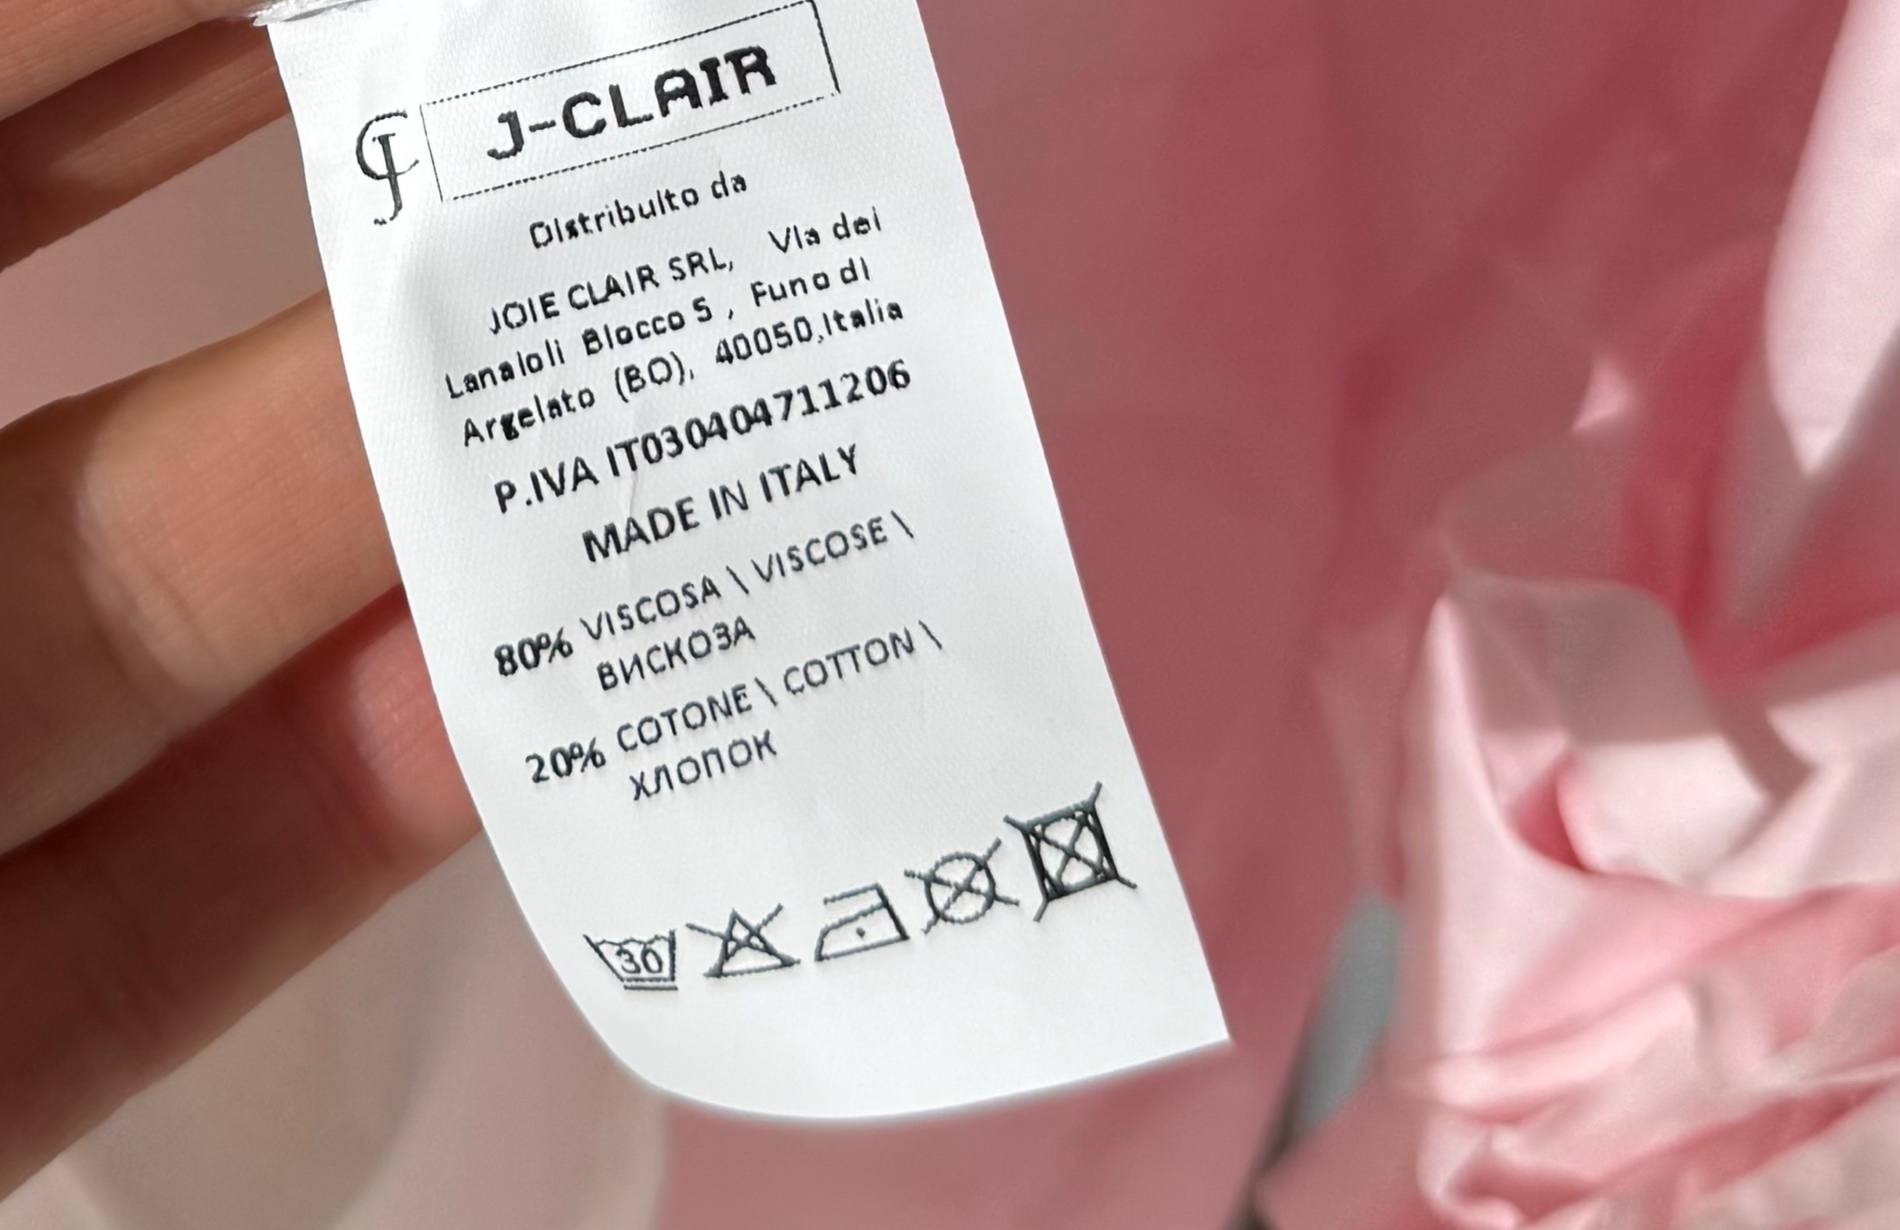 J-CLAIR
Distribuito da
JOIE CLAIR SRL, Via dei
Lanaioli Blocco 5 , Funo di
Argelato (BO), 40050,Italia
P.IVA IT030404711206
MADE IN ITALY
80% VISCOSA \ VISCOSE \
ВИСКОЗА
20% COTONE \ COTTON \
ХЛОПОК
30